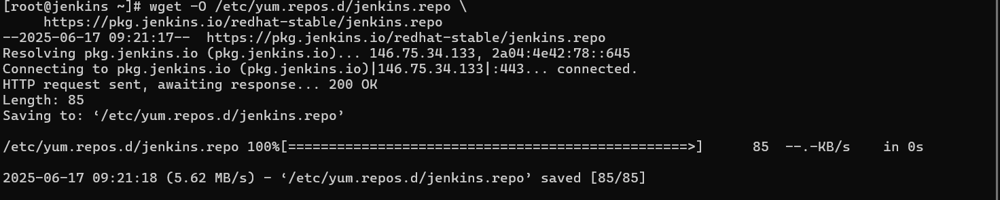 [root@jenkins ~]# wget -O /etc/yum.repos.d/jenkins.repo \
     https://pkg.jenkins.io/redhat-stable/jenkins.repo
--2025-06-17 09:21:17--  https://pkg.jenkins.io/redhat-stable/jenkins.repo
Resolving pkg.jenkins.io (pkg.jenkins.io)... 146.75.34.133, 2a04:4e42:78::645
Connecting to pkg.jenkins.io (pkg.jenkins.io)|146.75.34.133|:443... connected.
HTTP request sent, awaiting response... 200 OK
Length: 85
Saving to: ‘/etc/yum.repos.d/jenkins.repo’
/etc/yum.repos.d/jenkins.repo 100%[=================================================>]      85  --.-KB/s    in 0s
2025-06-17 09:21:18 (5.62 MB/s) - ‘/etc/yum.repos.d/jenkins.repo’ saved [85/85]